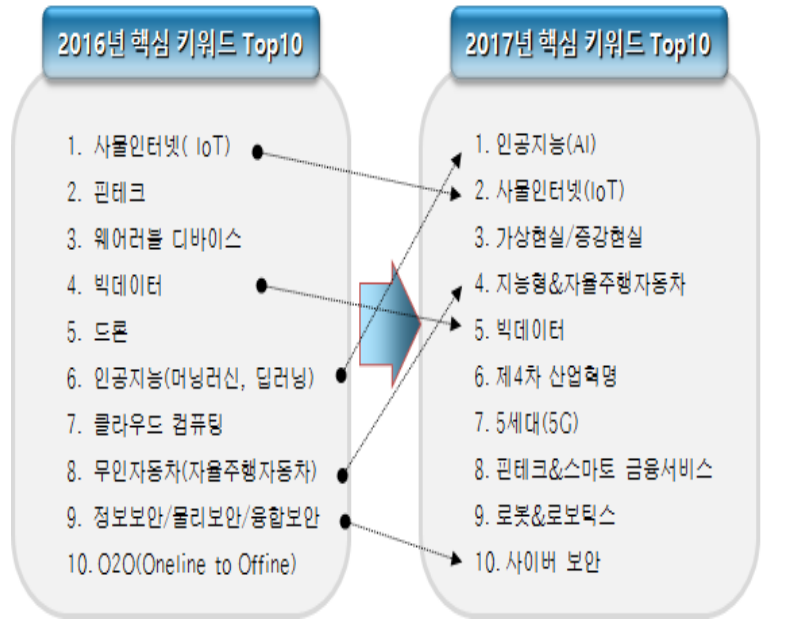 2016년 핵심 키워드 Top10
1. 사물인터넷( IoT)
2. 핀테크
3. 웨어러블 디바이스
4. 빅데이터
5. 드론
6. 인공지능(머닝러신, 딥러닝)
7. 클라우드 컴퓨팅
8. 무인자동차(자율주행자동차)
9. 정보보안/물리보안/융합보안
10. O2O(Oneline to Offine)
2017년 핵심 키워드 Top10
1. 인공지능(AI)
2. 사물인터넷(IoT)
3. 가상현실/증강현실
4. 지능형&자율주행자동차
5. 빅데이터
6. 제4차 산업혁명
7. 5세대(5G)
8. 핀테크&스마토 금융서비스
9. 로봇&로보틱스
10. 사이버 보안